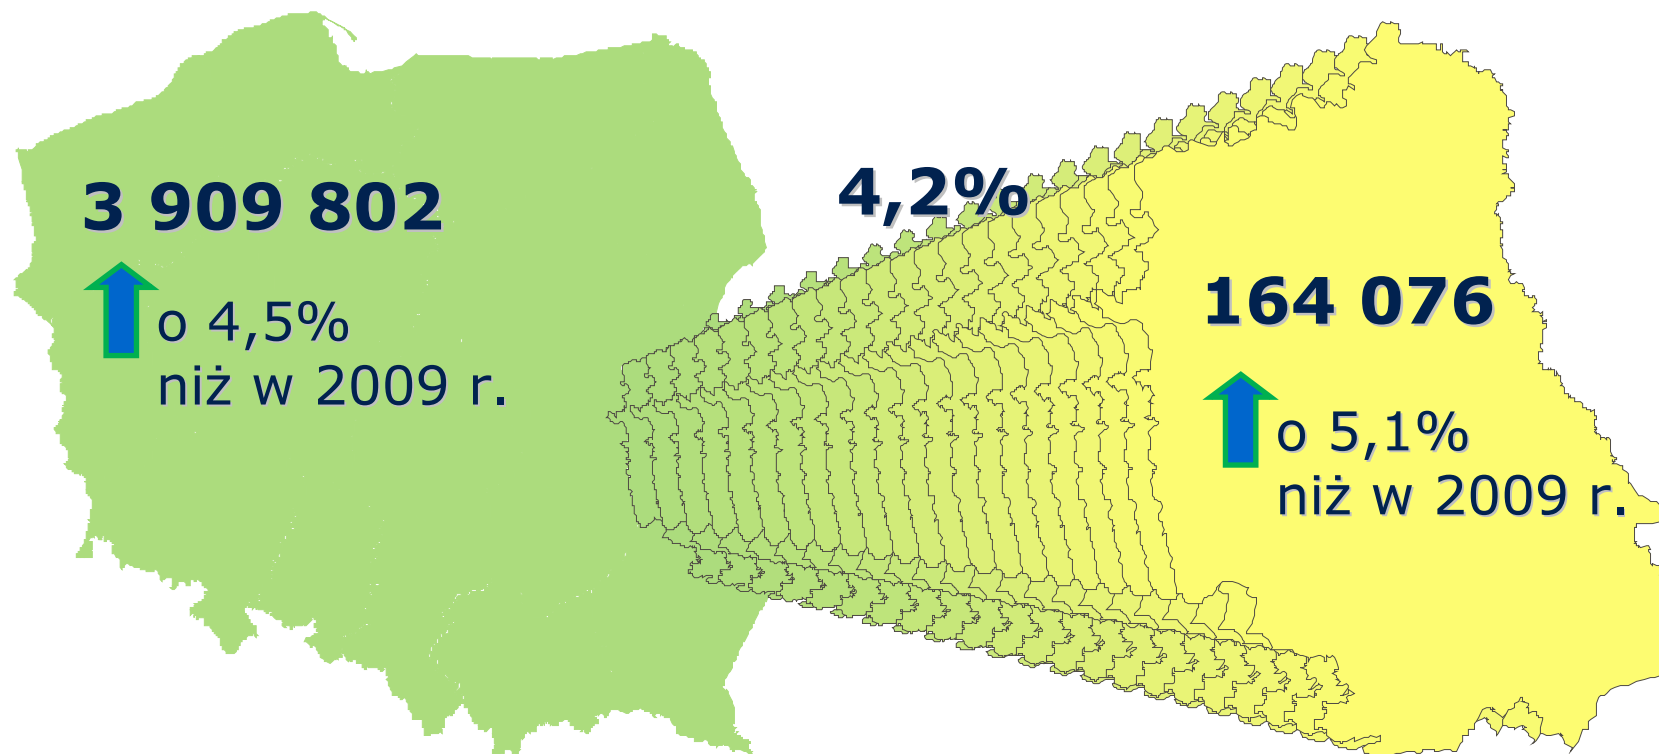 3 909 802
o 4,5%
niż w 2009 r.
4,2%
164 076
o 5,1%
niż w 2009 r.